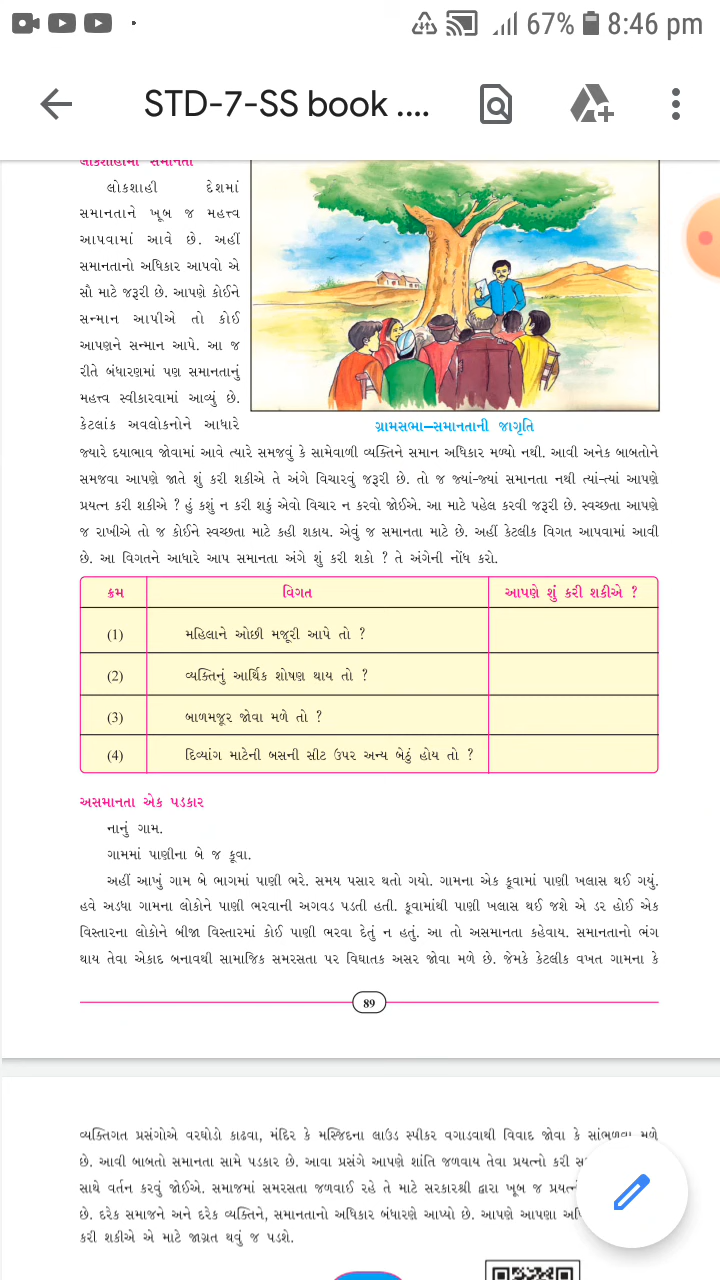 67% 8:46 pm
STD-7-SS book ....
લોકશાહીમાં સમાનતા
લોકશાહી દેશમાં
સમાનતાને ખૂબ જ મહત્ત્વ
આપવામાં આવે છે. અહીં
સમાનતાનો અધિકાર આપવો એ
સૌ માટે જરૂરી છે. આપણે કોઈને
સન્માન આપીએ તો કોઈ
આપણને સન્માન આપે. આ જ
રીતે બંધારણમાં પણ સમાનતાનું
મહત્ત્વ સ્વીકારવામાં આવ્યું છે.
કેટલાંક અવલોકનોને આધારે
ગ્રામસભા–સમાનતાની જાગૃતિ
જ્યારે દયાભાવ જોવામાં આવે ત્યારે સમજવું કે સામેવાળી વ્યક્તિને સમાન અધિકાર મળ્યો નથી. આવી અનેક બાબતોને
સમજવા આપણે જાતે શું કરી શકીએ તે અંગે વિચારવું જરૂરી છે. તો જ જ્યાં-જ્યાં સમાનતા નથી ત્યાં-ત્યાં આપણે
પ્રયત્ન કરી શકીએ ? હું કશું ન કરી શકું એવો વિચાર ન કરવો જોઈએ. આ માટે પહેલ કરવી જરૂરી છે. સ્વચ્છતા આપણે
જ રાખીએ તો જ કોઈને સ્વચ્છતા માટે કહી શકાય. એવું જ સમાનતા માટે છે. અહીં કેટલીક વિગત આપવામાં આવી
છે. આ વિગતને આધારે આપ સમાનતા અંગે શું કરી શકો ? તે અંગેની નોંધ કરો.
ક્રમ વિગત આપણે શું કરી શકીએ ?
(1) મહિલાને ઓછી મજૂરી આપે તો ?
(2) વ્યક્તિનું આર્થિક શોષણ થાય તો ?
(3) બાળમજૂર જોવા મળે તો ?
(4) દિવ્યાંગ માટેની બસની સીટ ઉપર અન્ય બેઠું હોય તો ?
અસમાનતા એક પડકાર
નાનું ગામ.
ગામમાં પાણીના બે જ કૂવા.
અહીં આખું ગામ બે ભાગમાં પાણી ભરે. સમય પસાર થતો ગયો. ગામના એક કૂવામાં પાણી ખલાસ થઈ ગયું.
હવે અડધા ગામના લોકોને પાણી ભરવાની અગવડ પડતી હતી. કૂવામાંથી પાણી ખલાસ થઈ જશે એ ડર હોઈ એક
વિસ્તારના લોકોને બીજા વિસ્તારમાં કોઈ પાણી ભરવા દેતું ન હતું. આ તો અસમાનતા કહેવાય. સમાનતાનો ભંગ
થાય તેવા એકાદ બનાવથી સામાજિક સમરસતા પર વિઘાતક અસર જોવા મળે છે. જેમકે કેટલીક વખત ગામના કે
89
વ્યક્તિગત પ્રસંગોએ વરઘોડો કાઢવા, મંદિર કે મસ્જિદના લાઉડ સ્પીકર વગાડવાથી વિવાદ જોવા કે સાંભળવા મળે
છે. આવી બાબતો સમાનતા સામે પડકાર છે. આવા પ્રસંગે આપણે શાંતિ જળવાય તેવા પ્રયત્નો કરી
સાથે વર્તન કરવું જોઈએ. સમાજમાં સમરસતા જળવાઈ રહે તે માટે સરકારશ્રી દ્વારા ખૂબ જ
છે. દરેક સમાજને અને દરેક વ્યક્તિને, સમાનતાનો અધિકાર બંધારણે આપ્યો છે. આપણે આપણા
કરી શકીએ એ માટે જાગ્રત થવું જ પડશે.